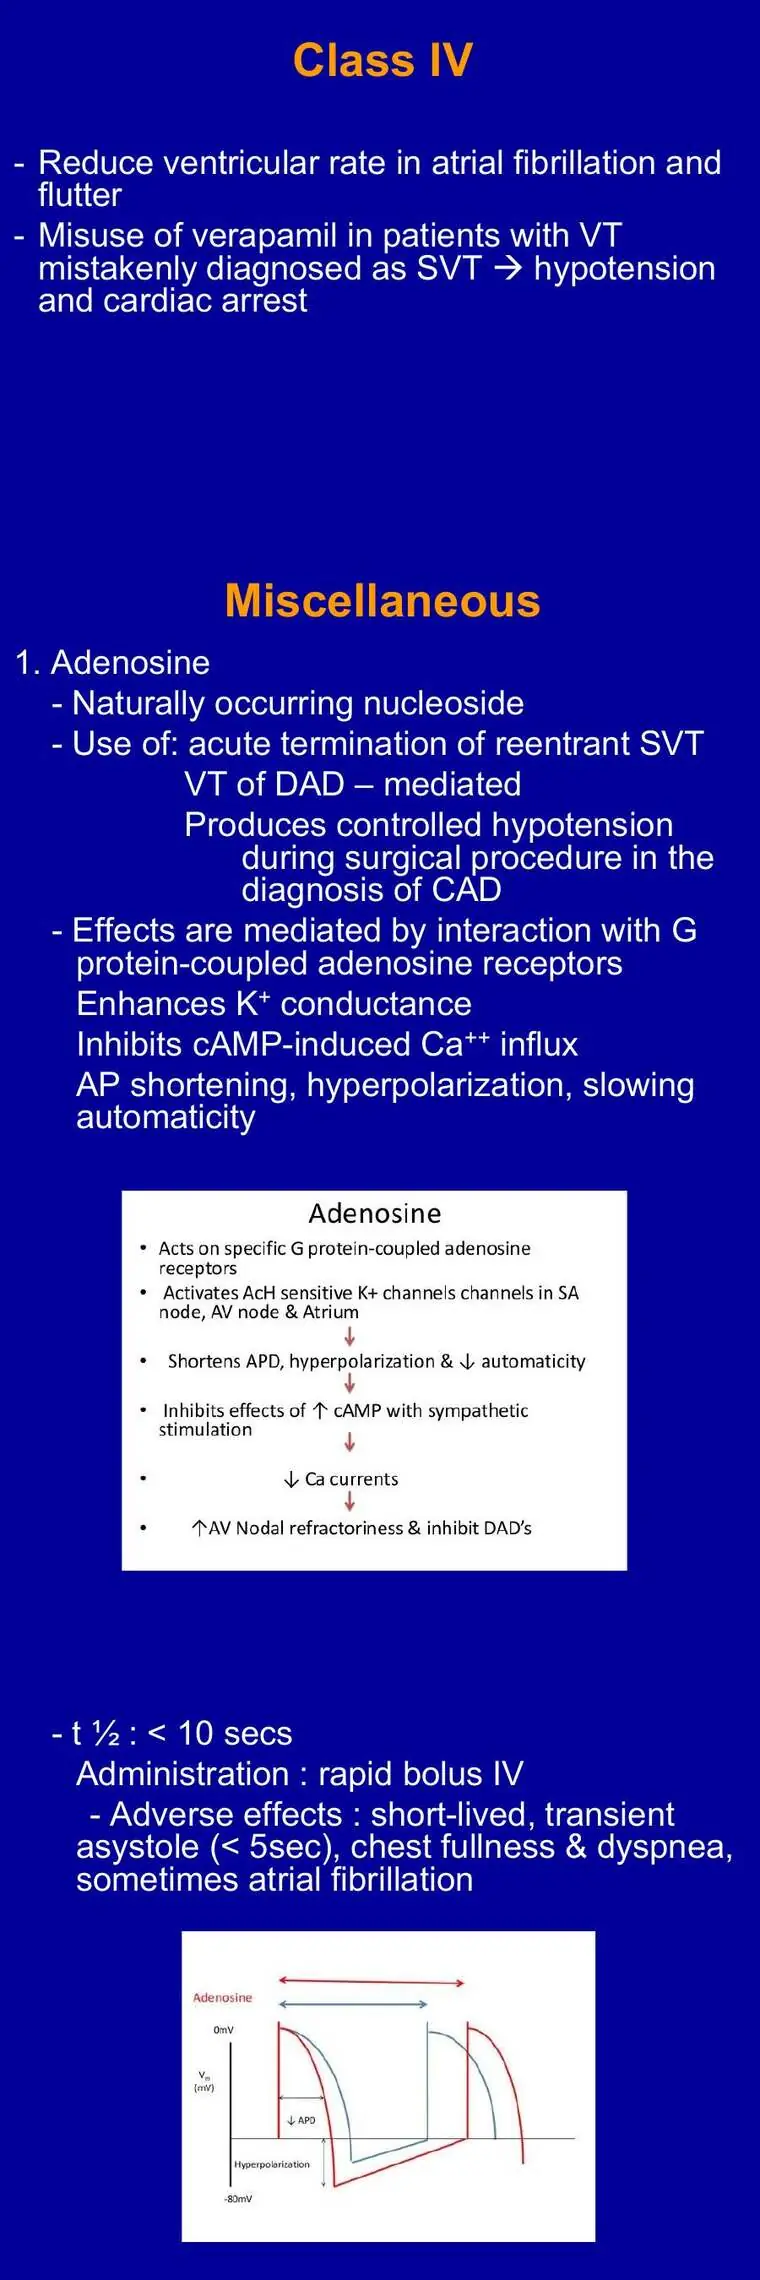 Class IV
- Reduce ventricular rate in atrial fibrillation and
flutter
- Misuse of verapamil in patients with VT
mistakenly diagnosed as SVT → hypotension
and cardiac arrest
Miscellaneous
1. Adenosine
- Naturally occurring nucleoside
- Use of: acute termination of reentrant SVT
VT of DAD – mediated
Produces controlled hypotension
during surgical procedure in the
diagnosis of CAD
- Effects are mediated by interaction with G
protein-coupled adenosine receptors
Enhances K⁺ conductance
Inhibits cAMP-induced Ca⁺⁺ influx
AP shortening, hyperpolarization, slowing
automaticity
Adenosine
• Acts on specific G protein-coupled adenosine
receptors
• Activates AcH sensitive K+ channels channels in SA
node, AV node & Atrium
↓
• Shortens APD, hyperpolarization & ↓ automaticity
↓
• Inhibits effects of ↑ cAMP with sympathetic
stimulation
↓
• ↓ Ca currents
↓
• ↑AV Nodal refractoriness & inhibit DAD's
- t ½ : < 10 secs
Administration : rapid bolus IV
- Adverse effects : short-lived, transient
asystole (< 5sec), chest fullness & dyspnea,
sometimes atrial fibrillation
Adenosine
0mV
Vm
(mV)
↓ APD
Hyperpolarization
-80mV